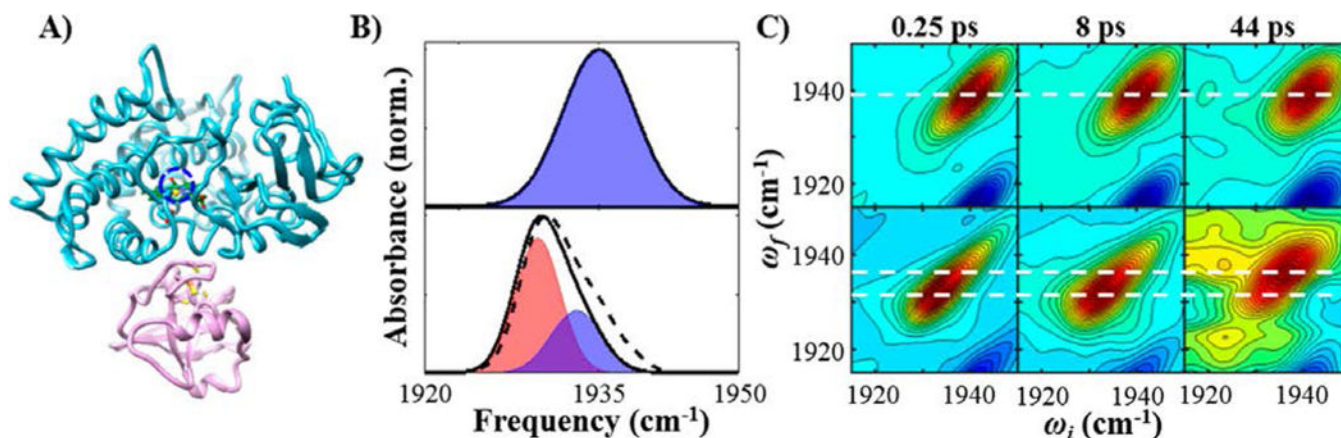 A)
B)
Absorbance (norm.)
1920
1935
1950
Frequency (cm⁻¹)
C)
0.25 ps
8 ps
44 ps
ω_f (cm⁻¹)
1940
1920
1940
1920
1920
1940
1920
1940
1920
1940
ω_i (cm⁻¹)